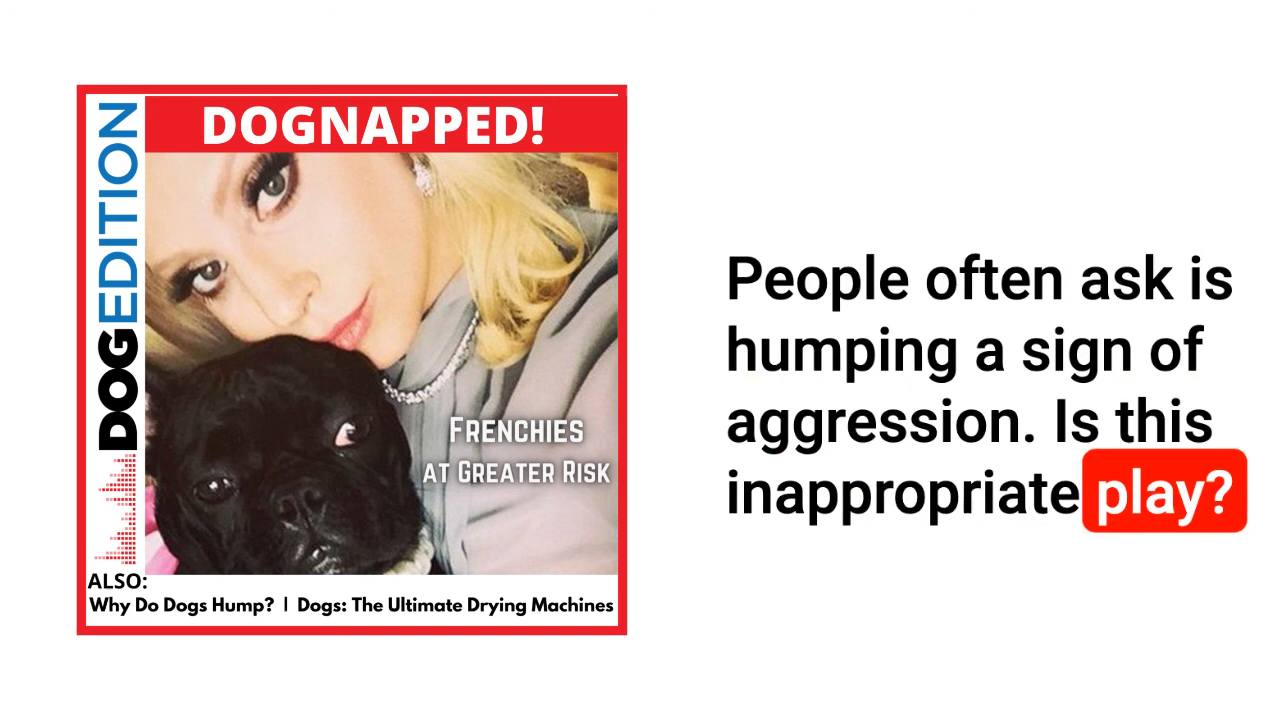 DOGNAPPED!
DOGEDITION
FRENCHIES
AT GREATER RISK
ALSO:
Why Do Dogs Hump? | Dogs: The Ultimate Drying Machines
People often ask is
humping a sign of
aggression. Is this
inappropriate play?